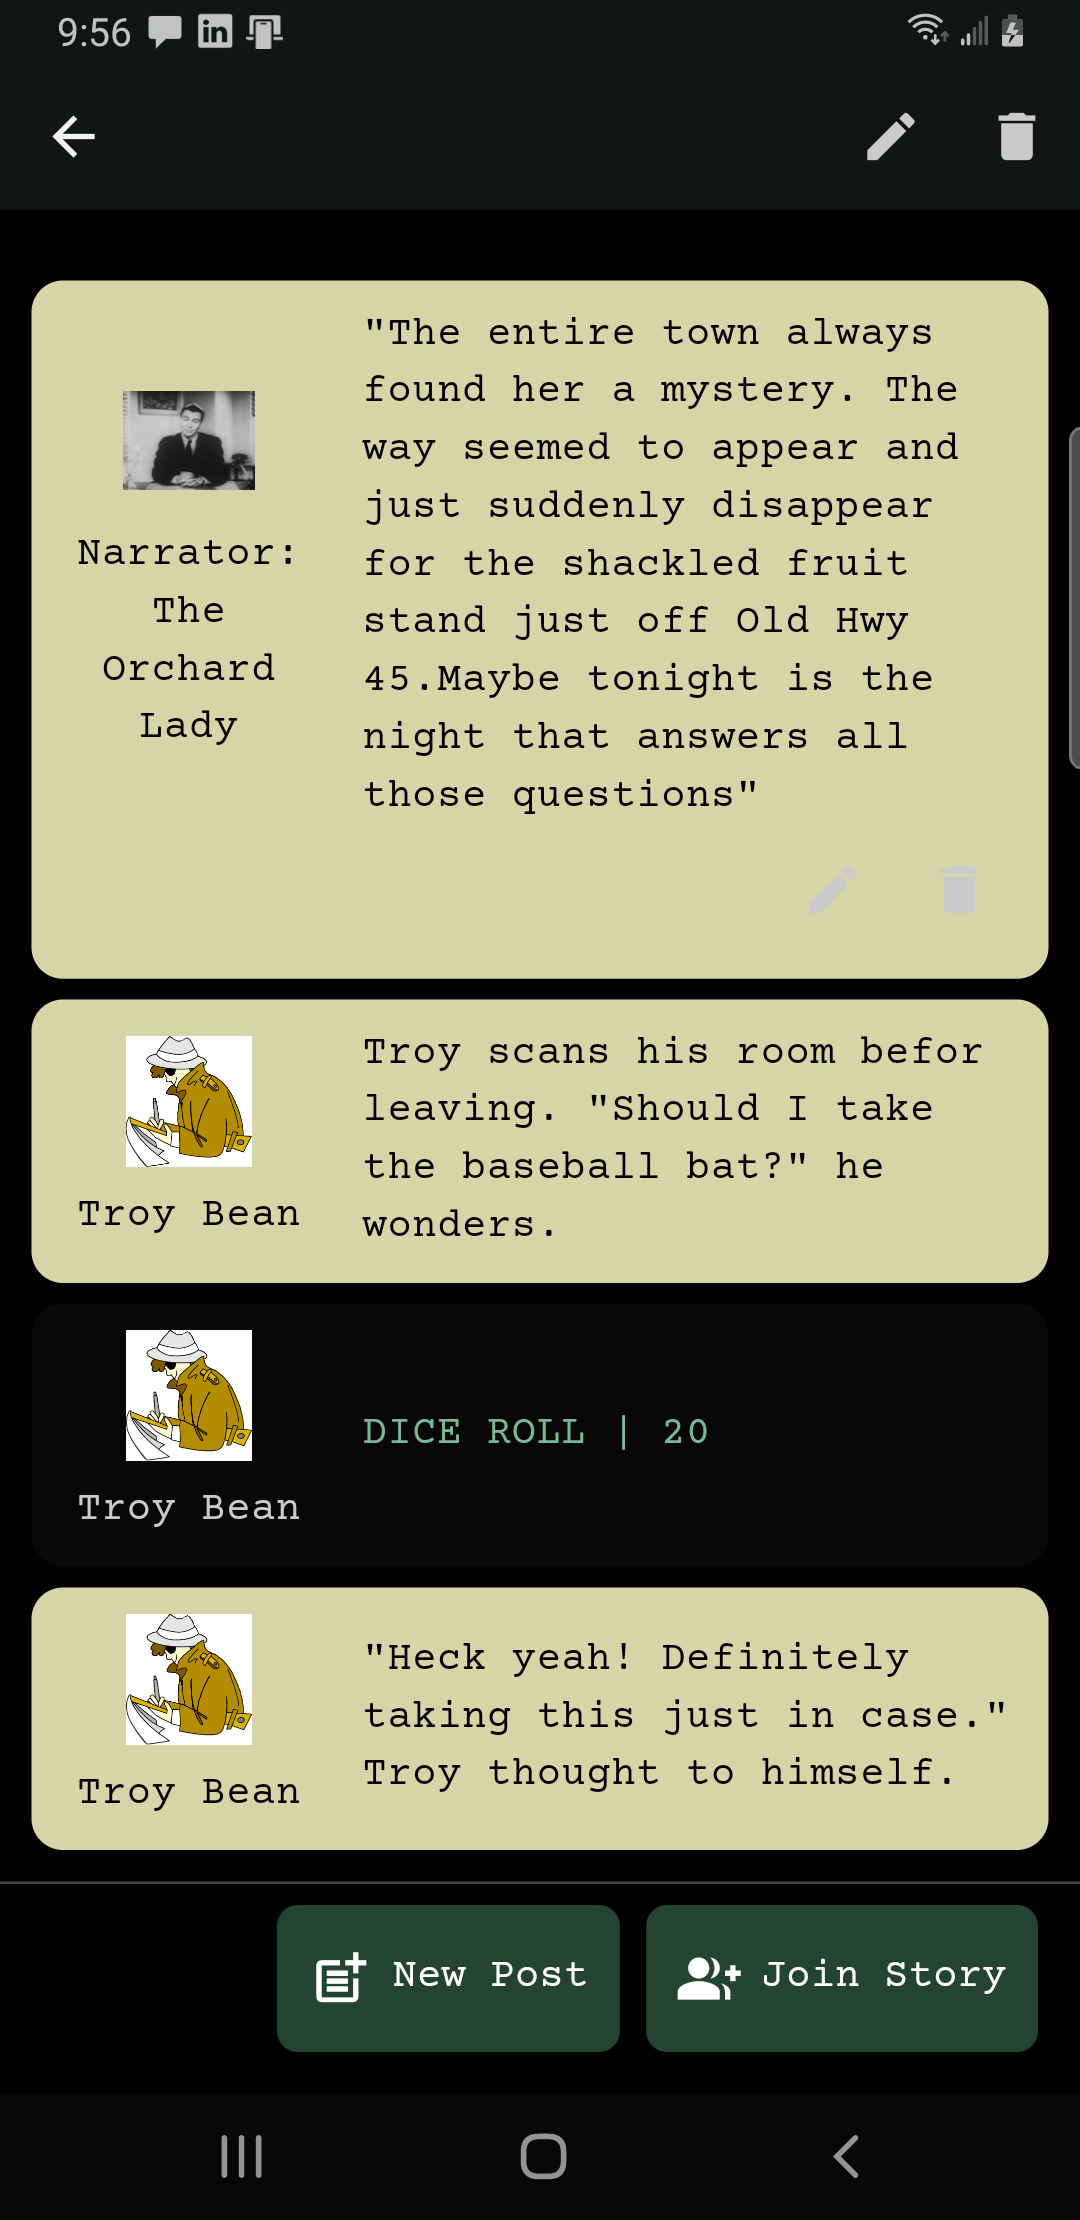 9:56
"The entire town always
found her a mystery. The
way seemed to appear and
just suddenly disappear
for the shackled fruit
stand just off Old Hwy
45.Maybe tonight is the
night that answers all
those questions"
Narrator:
The
Orchard
Lady
Troy scans his room befor
leaving. "Should I take
the baseball bat?" he
wonders.
Troy Bean
DICE ROLL | 20
Troy Bean
"Heck yeah! Definitely
taking this just in case."
Troy thought to himself.
Troy Bean
New Post
Join Story